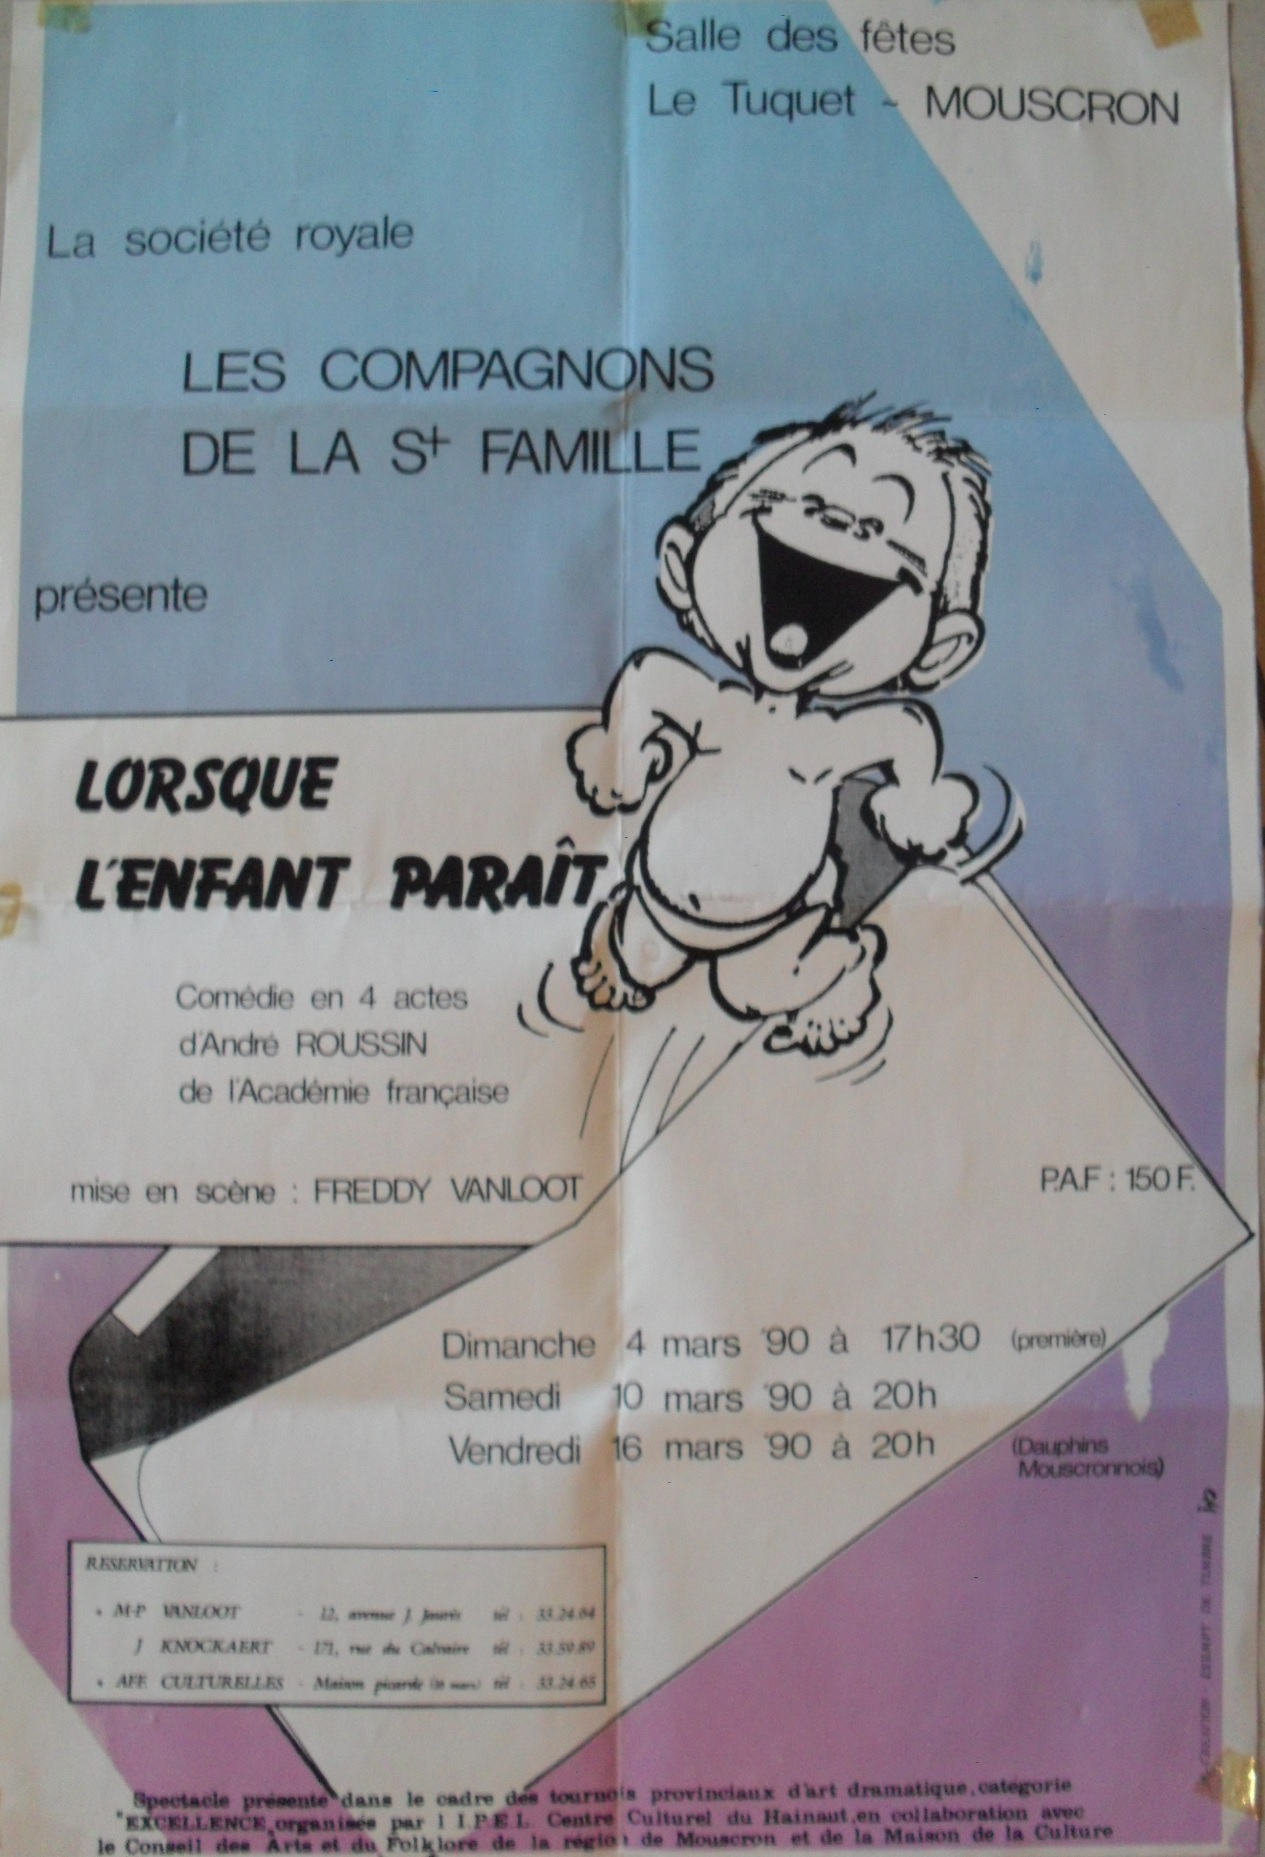 Salle des fêtes
Le Tuquet ~ MOUSCRON
La société royale
LES COMPAGNONS
DE LA St FAMILLE
présente
LORSQUE
L'ENFANT PARAÎT
Comédie en 4 actes
d'André ROUSSIN
de l'Académie française
mise en scène : FREDDY VANLOOT
P.A.F : 150 F.
Dimanche 4 mars '90 à 17h30 (première)
Samedi 10 mars '90 à 20h
Vendredi 16 mars '90 à 20h (Dauphins
Mouscronnois)
RESERVATION :
M-P VANLOOT - 12, avenue J. Jaurès tél : 33.24.64
J KNOCKAERT - 171, rue du Calvaire tél : 33.59.89
AFF. CULTURELLES - Maison picarde (16 mars) tél : 33.24.65
Spectacle présente dans le cadre des tournois provinciaux d'art dramatique, catégorie
"EXCELLENCE, organisées par l I.P.E.L. Centre Culturel du Hainaut, en collaboration avec
le Conseil des Arts et du Folklore de la région de Mouscron et de la Maison de la Culture